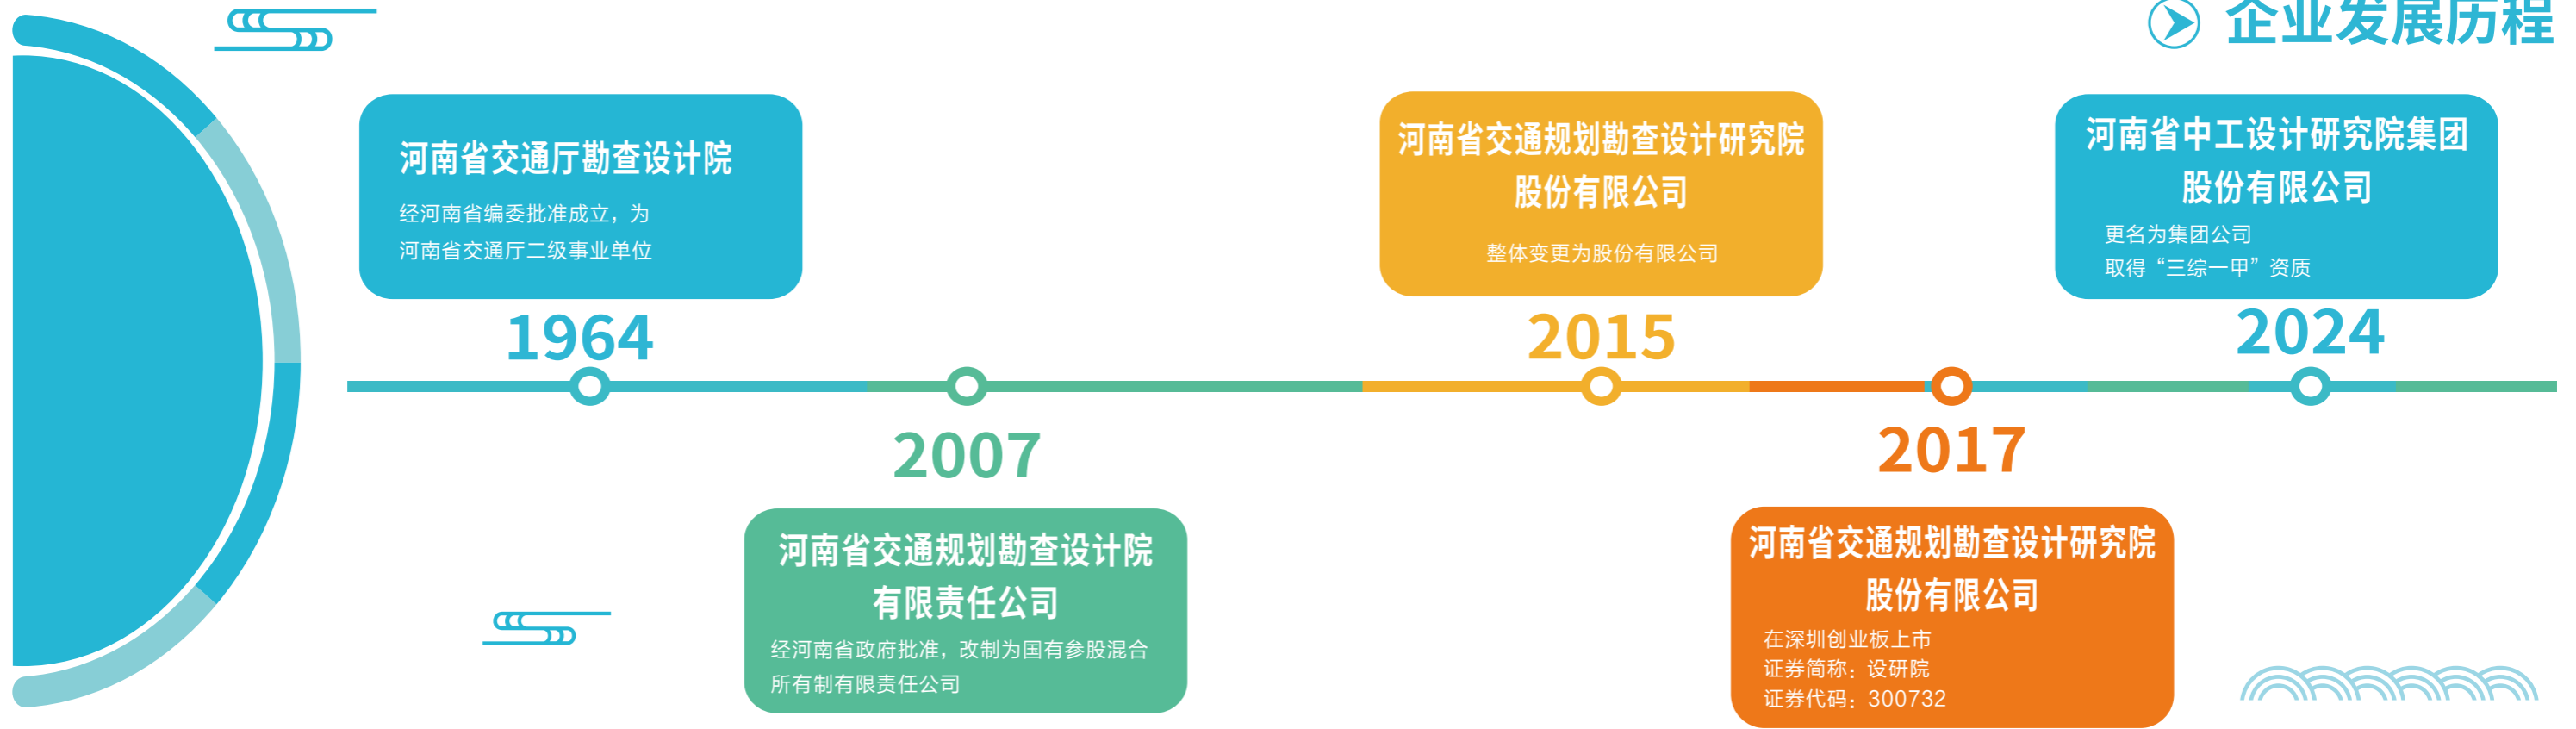 企业发展历程
河南省交通厅勘查设计院
经河南省编委批准成立，为
河南省交通厅二级事业单位
1964
2007
河南省交通规划勘查设计院
有限责任公司
经河南省政府批准，改制为国有参股混合
所有制有限责任公司
河南省交通规划勘查设计研究院
股份有限公司
整体变更为股份有限公司
2015
2017
河南省交通规划勘查设计研究院
股份有限公司
在深圳创业板上市
证券简称：设研院
证券代码：300732
河南省中工设计研究院集团
股份有限公司
更名为集团公司
取得“三综一甲”资质
2024